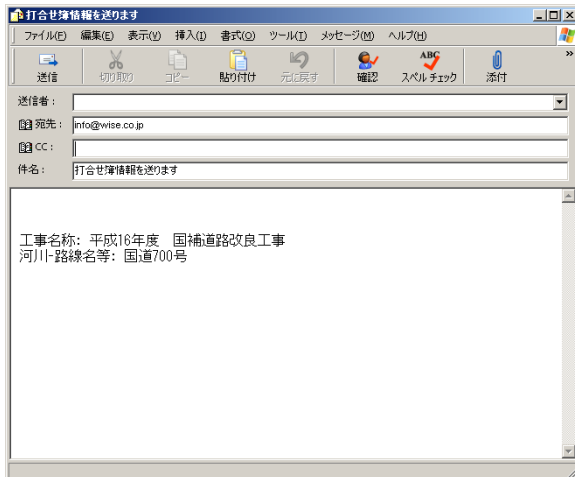 打合せ簿情報を送ります
ファイル(F) 編集(E) 表示(V) 挿入(I) 書式(O) ツール(T) メッセージ(M) ヘルプ(H)
送信 切り取り コピー 貼り付け 元に戻す 確認 スペル チェック 添付 »
ABC
送信者:
宛先: info@wise.co.jp
CC:
件名: 打合せ簿情報を送ります
工事名称: 平成16年度 国補道路改良工事
河川-路線名等: 国道700号